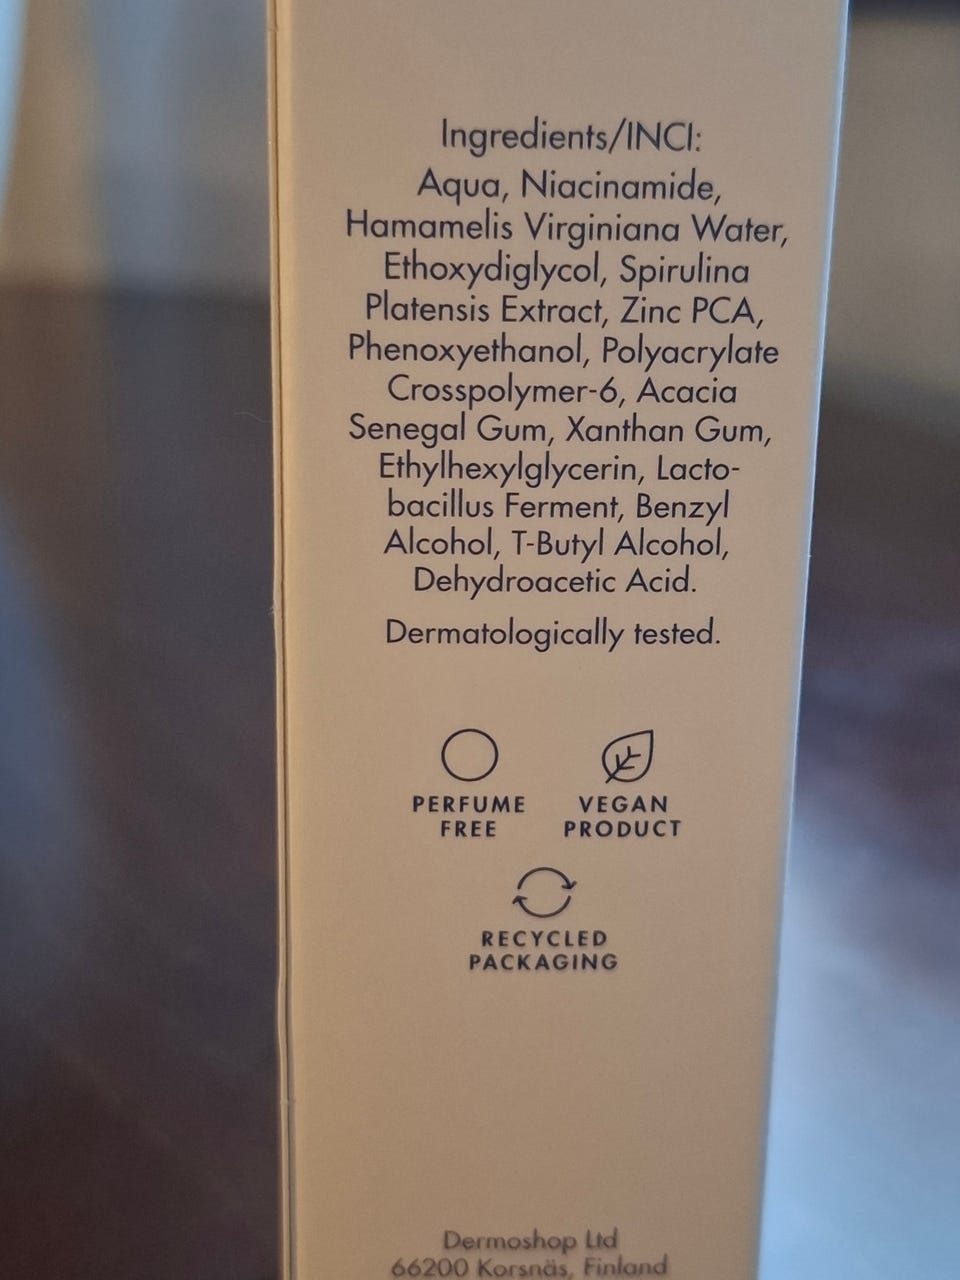 Ingredients/INCI:
Aqua, Niacinamide,
Hamamelis Virginiana Water,
Ethoxydiglycol, Spirulina
Platensis Extract, Zinc PCA,
Phenoxyethanol, Polyacrylate
Crosspolymer-6, Acacia
Senegal Gum, Xanthan Gum,
Ethylhexylglycerin, Lacto-
bacillus Ferment, Benzyl
Alcohol, T-Butyl Alcohol,
Dehydroacetic Acid.
Dermatologically tested.
PERFUME
FREE
VEGAN
PRODUCT
RECYCLED
PACKAGING
Dermoshop Ltd
66200 Korsnäs, Finland